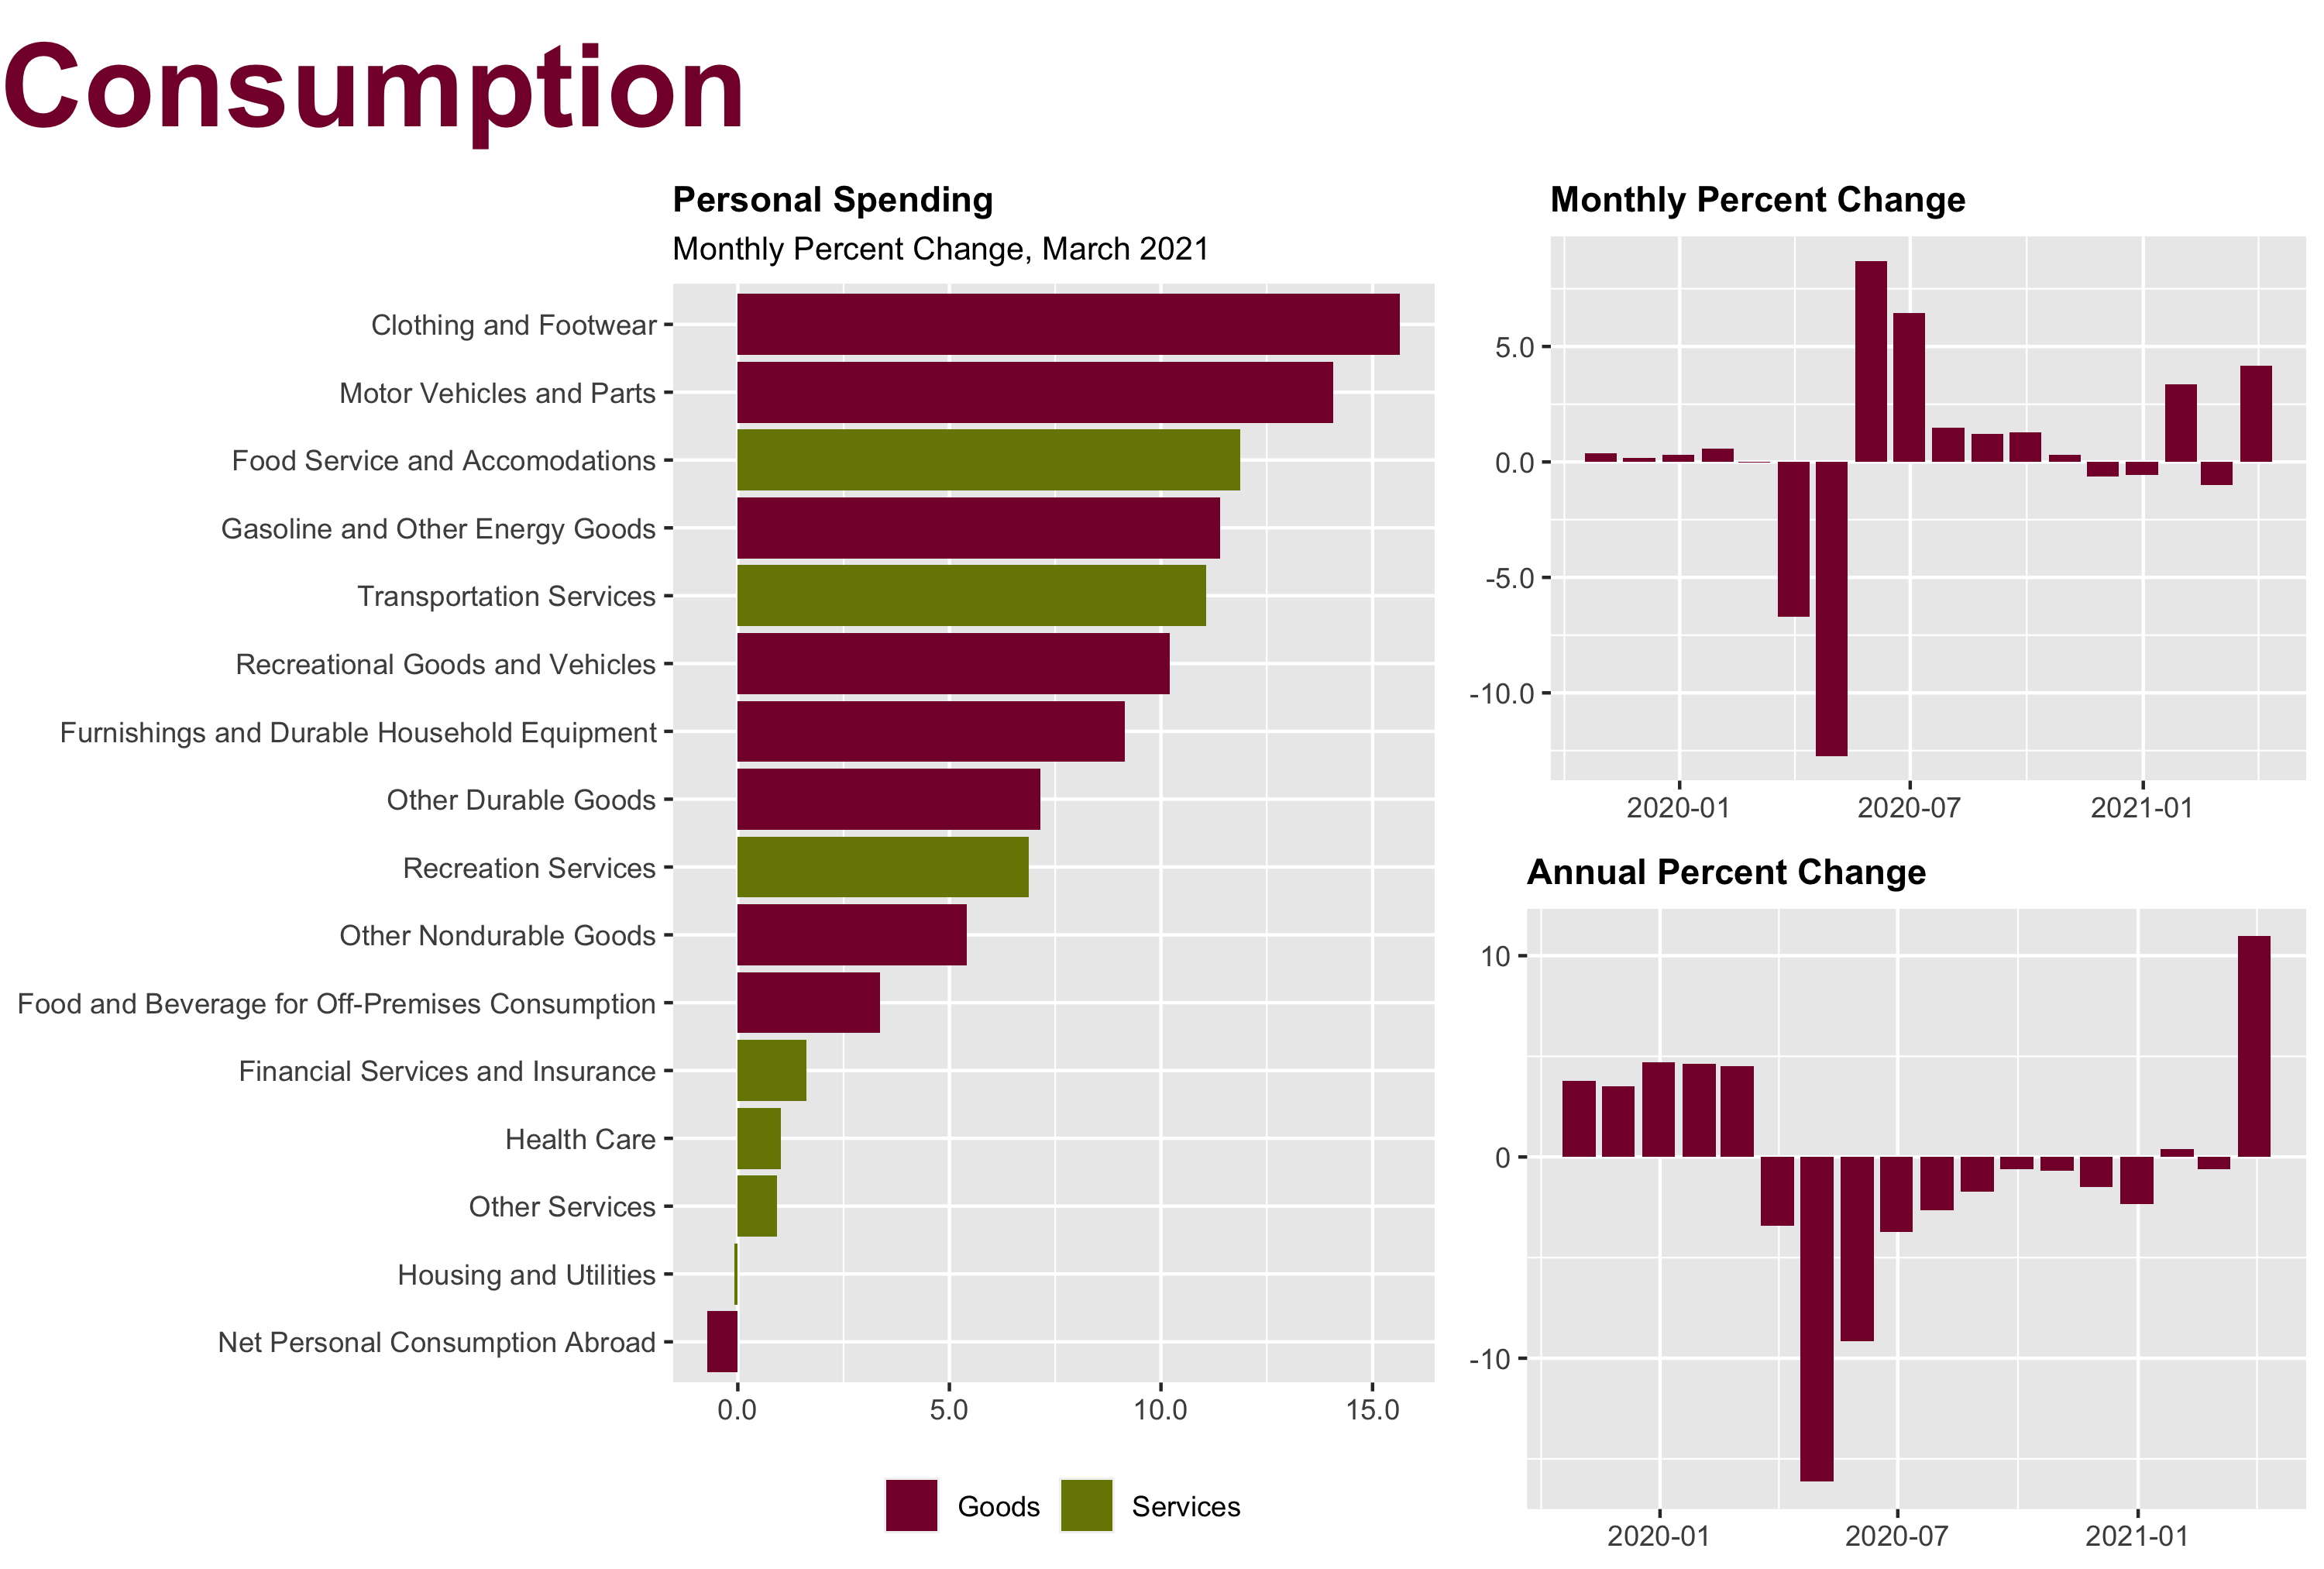 Consumption
Personal Spending
Monthly Percent Change, March 2021
Clothing and Footwear
Motor Vehicles and Parts
Food Service and Accomodations
Gasoline and Other Energy Goods
Transportation Services
Recreational Goods and Vehicles
Furnishings and Durable Household Equipment
Other Durable Goods
Recreation Services
Other Nondurable Goods
Food and Beverage for Off-Premises Consumption
Financial Services and Insurance
Health Care
Other Services
Housing and Utilities
Net Personal Consumption Abroad
0.0 5.0 10.0 15.0
Goods Services
Monthly Percent Change
5.0
0.0
-5.0
-10.0
2020-01 2020-07 2021-01
Annual Percent Change
10
0
-10
2020-01 2020-07 2021-01